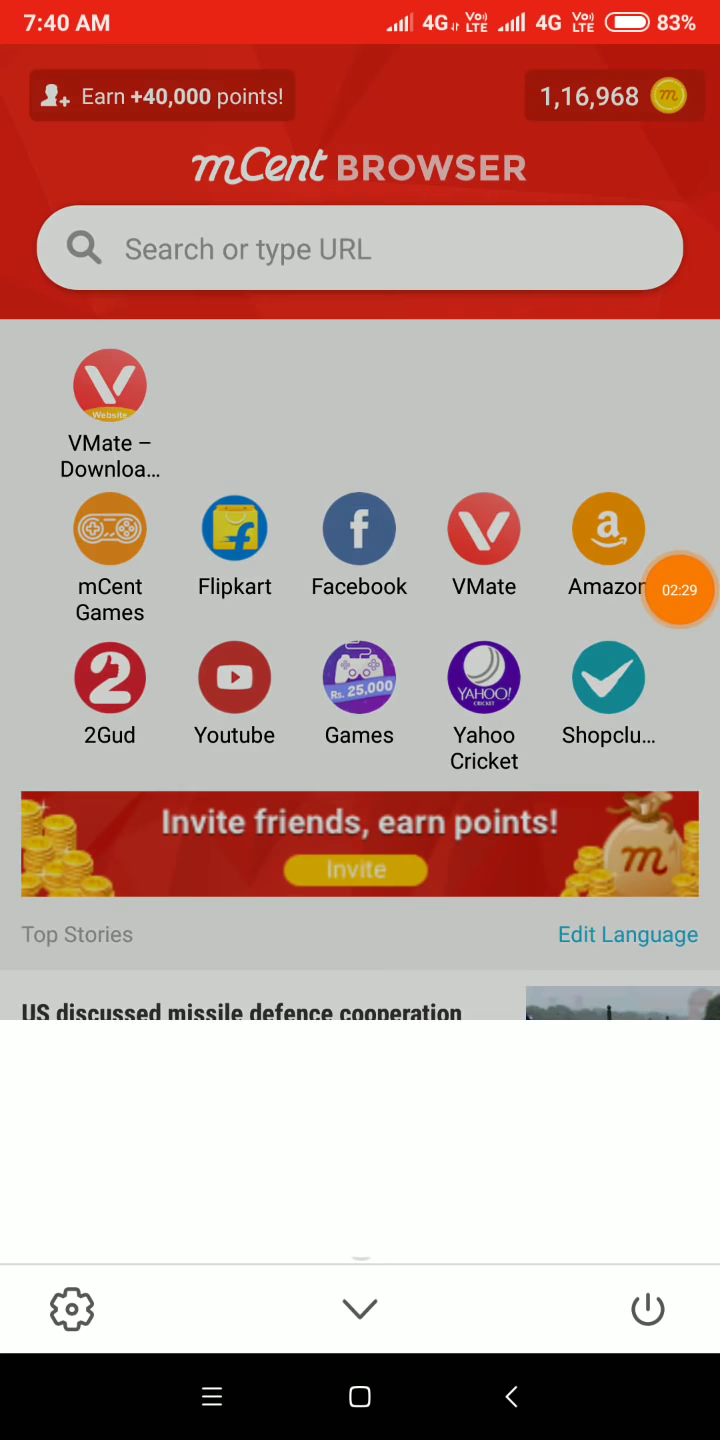 7:40 AM
4G
Vo))
LTE
4G
Vo))
LTE
83%
Earn +40,000 points!
1,16,968
m
mCent BROWSER
Search or type URL
Website
VMate –
Downloa...
mCent
Games
Flipkart
Facebook
VMate
Amazon
02:29
Rs. 25,000
YAHOO!
CRICKET
2Gud
Youtube
Games
Yahoo
Cricket
Shopclu...
Invite friends, earn points!
Invite
m
Top Stories
Edit Language
US discussed missile defence cooperation